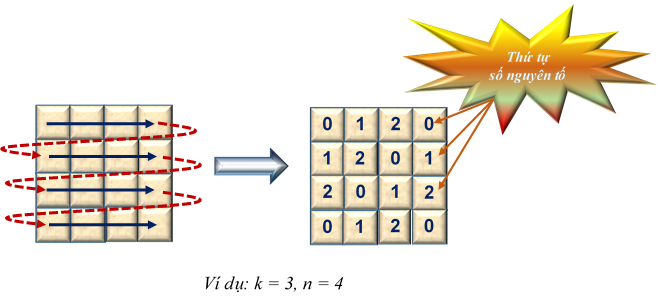 Thứ tự
số nguyên tố
0 1 2 0
1 2 0 1
2 0 1 2
0 1 2 0
Ví dụ: k = 3, n = 4